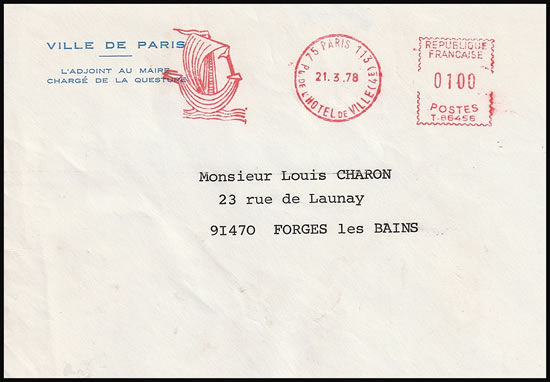 VILLE DE PARIS
L'ADJOINT AU MAIRE
CHARGÉ DE LA QUESTURE
75 PARIS 113 (4E)
PL. DE L'HOTEL DE VILLE
21.3.78
REPUBLIQUE
FRANCAISE
0100
POSTES
T.86456
Monsieur Louis CHARON
23 rue de Launay
91470 FORGES les BAINS